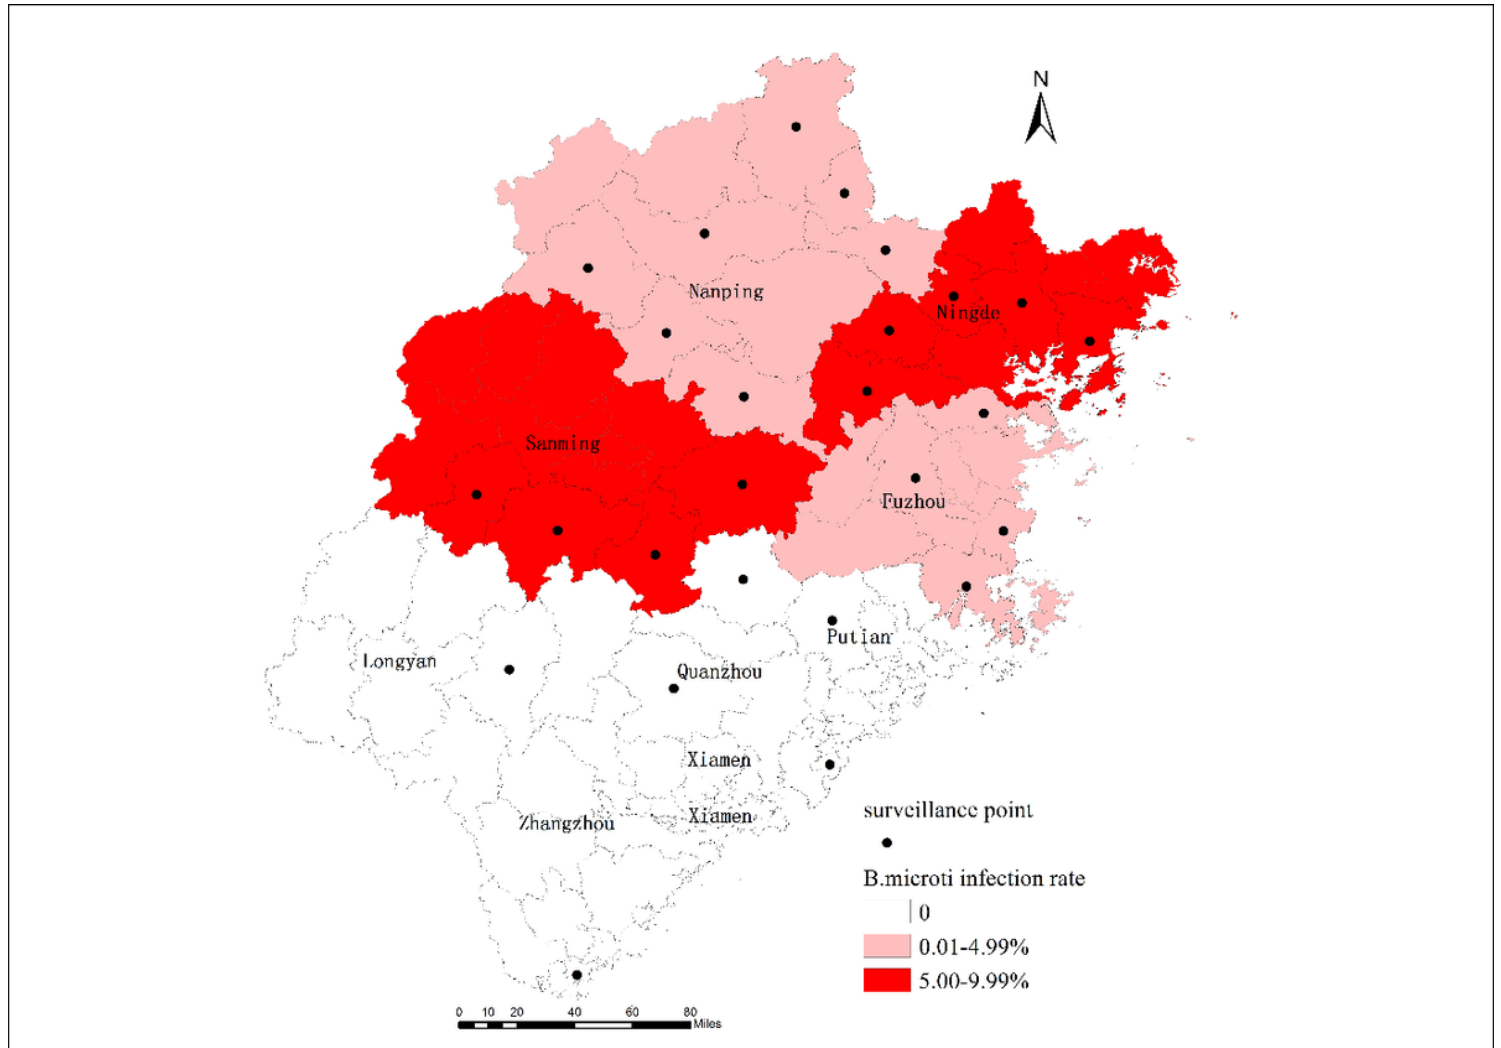 N
Nanping
Ningde
Sanming
Fuzhou
Putian
Longyan
Quanzhou
Xiamen
Xiamen
Zhangzhou
surveillance point
B.microti infection rate
0
0.01-4.99%
5.00-9.99%
0 10 20 40 60 80
Miles